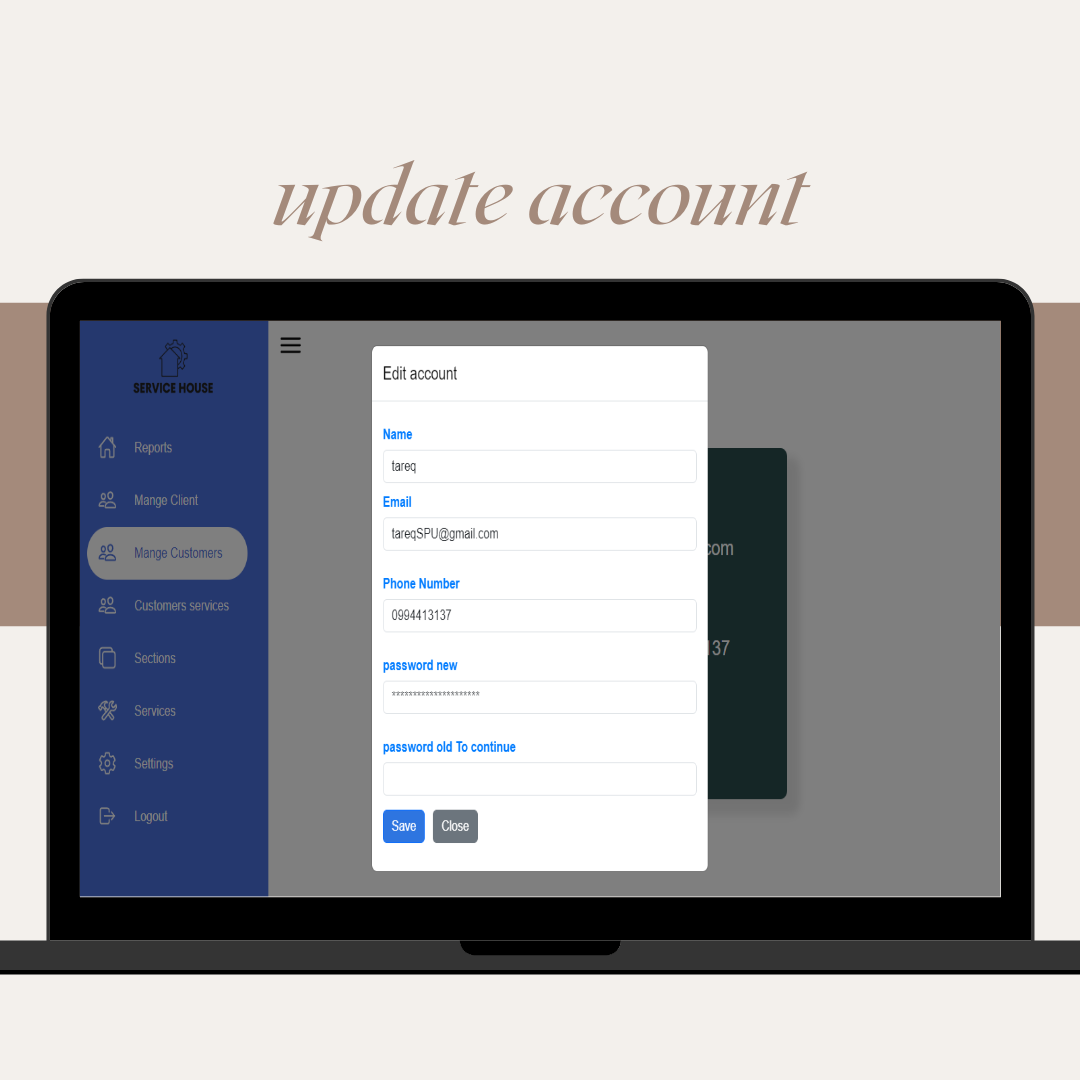 update account
SERVICE HOUSE
Reports
Mange Client
Mange Customers
Customers services
Sections
Services
Settings
Logout
Edit account
Name
tareq
Email
tareqSPU@gmail.com
Phone Number
0994413137
password new
*********************
password old To continue
Save
Close
com
137